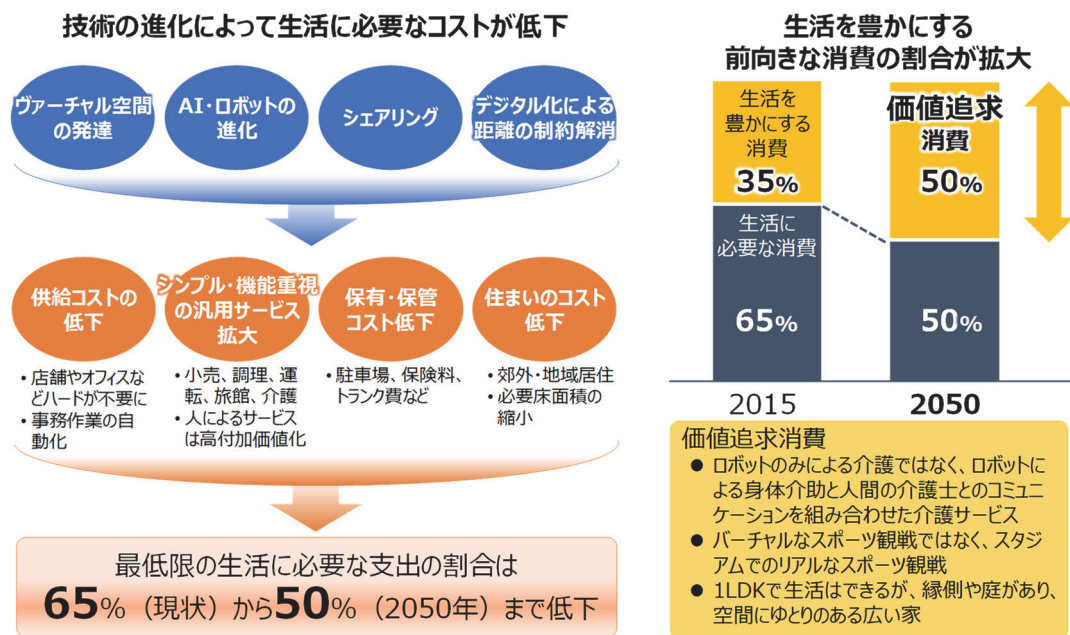 技術の進化によって生活に必要なコストが低下
ヴァーチャル空間
の発達
AI・ロボットの
進化
シェアリング
デジタル化による
距離の制約解消
供給コストの
低下
シンプル・機能重視
の汎用サービス
拡大
保有・保管
コスト低下
住まいのコスト
低下
• 店舗やオフィスな
どハードが不要に
• 事務作業の自
動化
• 小売、調理、運
転、旅館、介護
• 人によるサービス
は高付加価値化
• 駐車場、保険料、
トランク費など
• 郊外・地域居住
• 必要床面積の
縮小
最低限の生活に必要な支出の割合は
65%（現状）から50%（2050年）まで低下
生活を豊かにする
前向きな消費の割合が拡大
生活を
豊かにする
消費
35%
生活に
必要な消費
65%
価値追求
消費
50%
50%
2015
2050
価値追求消費
● ロボットのみによる介護ではなく、ロボットに
よる身体介助と人間の介護士とのコミュニ
ケーションを組み合わせた介護サービス
● バーチャルなスポーツ観戦ではなく、スタジ
アムでのリアルなスポーツ観戦
● 1LDKで生活はできるが、縁側や庭があり、
空間にゆとりのある広い家